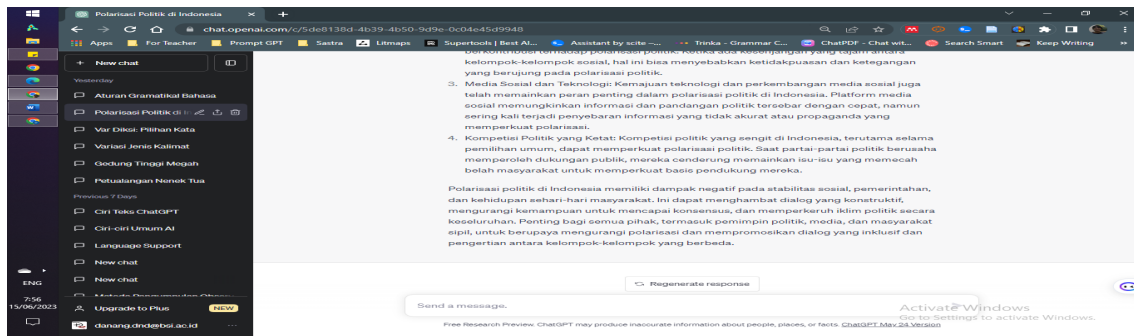 Polarisasi Politik di Indonesia
chat.openai.com/c/5de8138d-4b39-4b50-9d9e-0c04e45d9948
Apps For Teacher Prompt GPT Sastra Litmaps Supertools | Best AI... Assistant by scite –... Trinka - Grammar C... ChatPDF - Chat wit... Search Smart Keep Writing
New chat
Yesterday
Aturan Gramatikal Bahasa
Polarisasi Politik di In
Var Diksi: Pilihan Kata
Variasi Jenis Kalimat
Gedung Tinggi Megah
Petualangan Nenek Tua
Previous 7 Days
Ciri Teks ChatGPT
Ciri-ciri Umum AI
Language Support
New chat
New chat
Upgrade to Plus NEW
danang.dnd@bsi.ac.id
ENG
7:56
15/06/2023
berkontribusi terhadap polarisasi politik. Ketika ada kesenjangan yang tajam antara
kelompok-kelompok sosial, hal ini bisa menyebabkan ketidakpuasan dan ketegangan
yang berujung pada polarisasi politik.
3. Media Sosial dan Teknologi: Kemajuan teknologi dan perkembangan media sosial juga
telah memainkan peran penting dalam polarisasi politik di Indonesia. Platform media
sosial memungkinkan informasi dan pandangan politik tersebar dengan cepat, namun
sering kali terjadi penyebaran informasi yang tidak akurat atau propaganda yang
memperkuat polarisasi.
4. Kompetisi Politik yang Ketat: Kompetisi politik yang sengit di Indonesia, terutama selama
pemilihan umum, dapat memperkuat polarisasi politik. Saat partai-partai politik berusaha
memperoleh dukungan publik, mereka cenderung memainkan isu-isu yang memecah
belah masyarakat untuk memperkuat basis pendukung mereka.
Polarisasi politik di Indonesia memiliki dampak negatif pada stabilitas sosial, pemerintahan,
dan kehidupan sehari-hari masyarakat. Ini dapat menghambat dialog yang konstruktif,
mengurangi kemampuan untuk mencapai konsensus, dan memperkeruh iklim politik secara
keseluruhan. Penting bagi semua pihak, termasuk pemimpin politik, media, dan masyarakat
sipil, untuk berupaya mengurangi polarisasi dan mempromosikan dialog yang inklusif dan
pengertian antara kelompok-kelompok yang berbeda.
Regenerate response
Send a message.
Activate Windows
Go to Settings to activate Windows.
Free Research Preview. ChatGPT may produce inaccurate information about people, places, or facts. ChatGPT May 24 Version